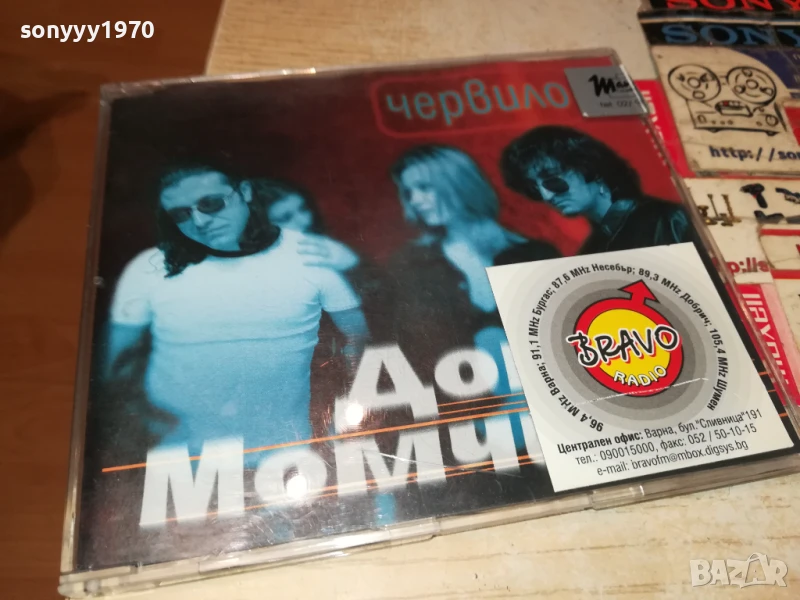 sonyyy1970
SONY
SONY
червило
http://so
96,4 MHz Варна; 91,1 MHz Бургас; 87,6 MHz Несебър; 89,3 MHz Добрич; 105,4 MHz Шумен
BRAVO
RADIO
Централен офис: Варна, бул."Сливница"191
тел.: 090015000, факс: 052 / 50-10-15
e-mail: bravofm@mbox.digsys.bg
BAZAR